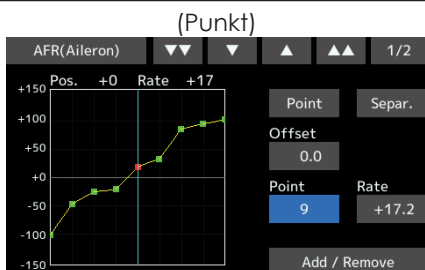 (Punkt)
AFR(Aileron) ▼▼ ▼ ▲ ▲▲ 1/2
Pos. +0 Rate +17
+150
+100
+50
+0
-50
-100
-150
Point Separ.
Offset
0.0
Point Rate
9 +17.2
Add / Remove